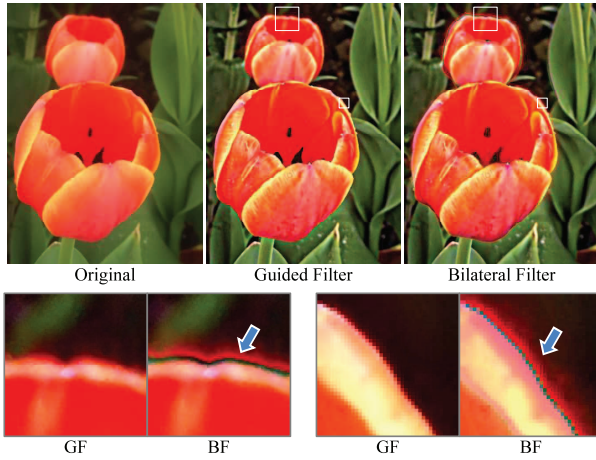 Original
Guided Filter
Bilateral Filter
GF
BF
GF
BF